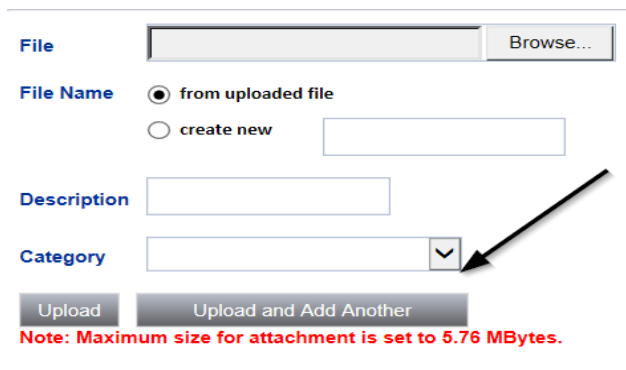 File Browse...
File Name from uploaded file
create new
Description
Category
Upload Upload and Add Another
Note: Maximum size for attachment is set to 5.76 MBytes.